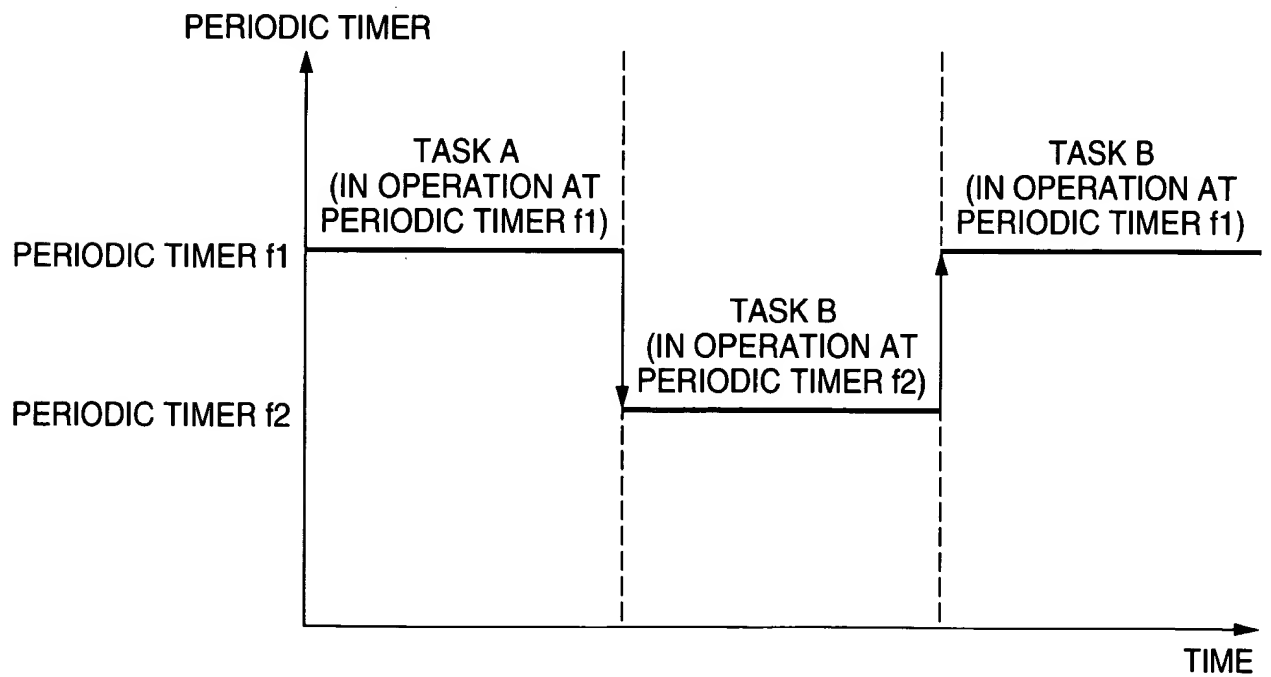 PERIODIC TIMER
TASK A
(IN OPERATION AT
PERIODIC TIMER f1)
TASK B
(IN OPERATION AT
PERIODIC TIMER f1)
PERIODIC TIMER f1
TASK B
(IN OPERATION AT
PERIODIC TIMER f2)
PERIODIC TIMER f2
TIME